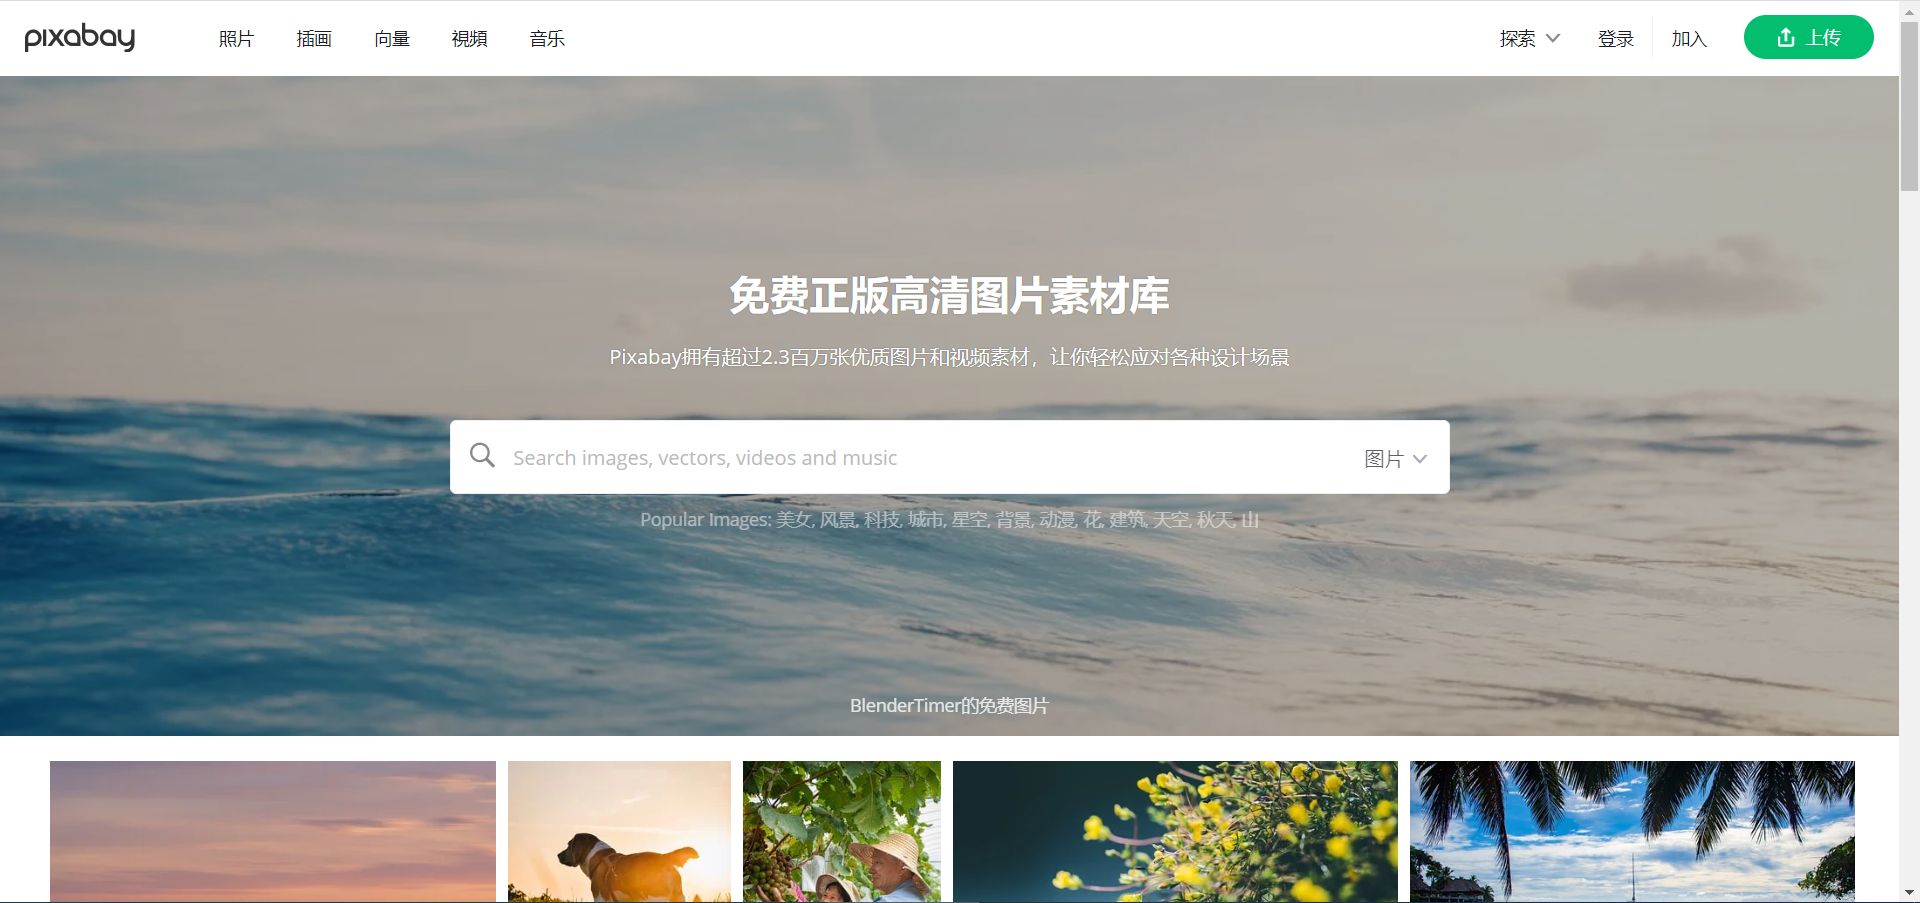 pixabay 照片 插画 向量 視頻 音乐 探索 登录 加入 上传
免费正版高清图片素材库
Pixabay拥有超过2.3百万张优质图片和视频素材，让你轻松应对各种设计场景
Search images, vectors, videos and music 图片
Popular Images: 美女, 风景, 科技, 城市, 星空, 背景, 动漫, 花, 建筑, 天空, 秋天, 山
BlenderTimer的免费图片